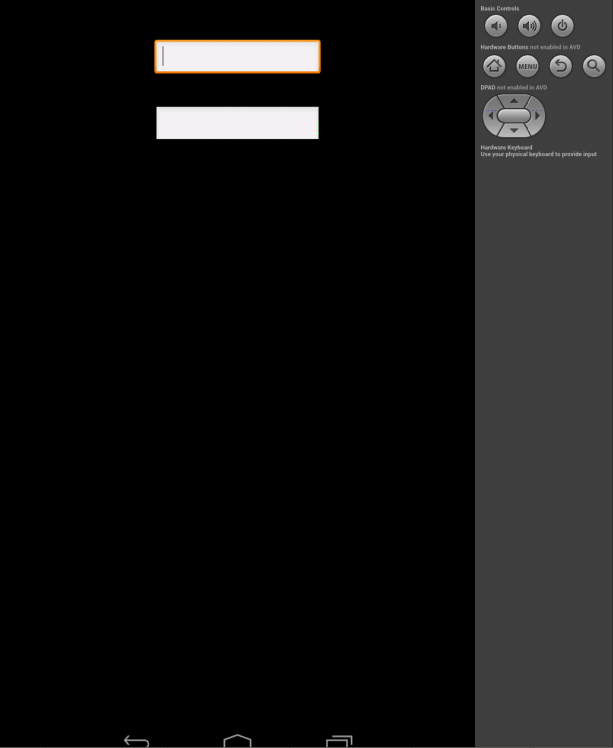 Basic Controls
Hardware Buttons not enabled in AVD
MENU
DPAD not enabled in AVD
Hardware Keyboard
Use your physical keyboard to provide input